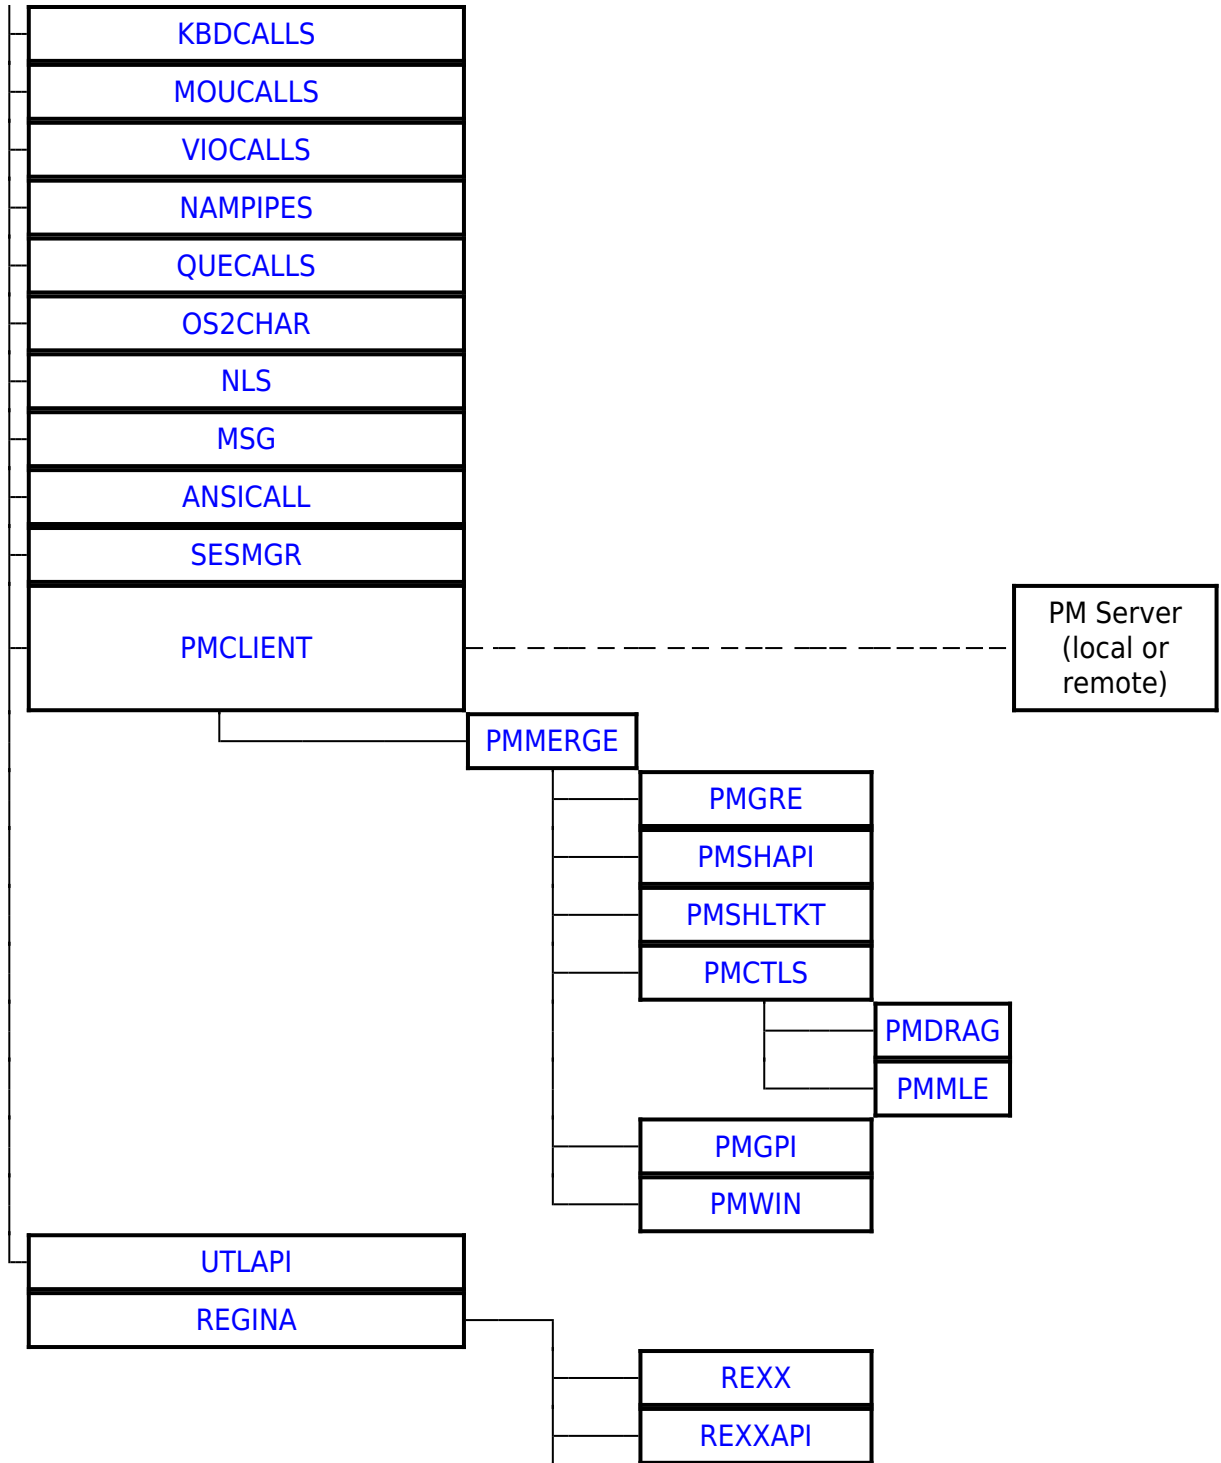 KBDCALLS
MOUCALLS
VIOCALLS
NAMPIPES
QUECALLS
OS2CHAR
NLS
MSG
ANSICALL
SESMGR
PMCLIENT
PM Server
(local or
remote)
PMMERGE
PMGRE
PMSHAPI
PMSHLTKT
PMCTLS
PMDRAG
PMMLE
PMGPI
PMWIN
UTLAPI
REGINA
REXX
REXXAPI